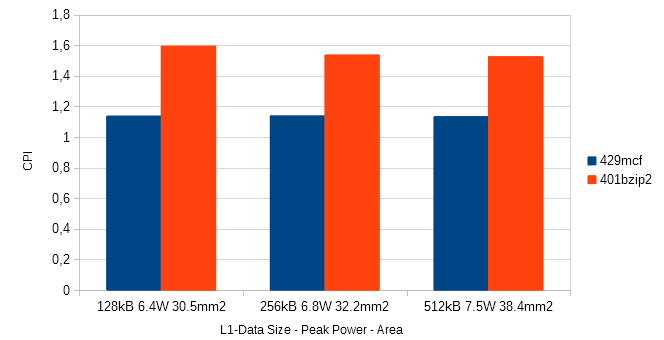 1,8
1,6
1,4
1,2
1
0,8
0,6
0,4
0,2
0
CPI
128kB 6.4W 30.5mm2
256kB 6.8W 32.2mm2
512kB 7.5W 38.4mm2
L1-Data Size - Peak Power - Area
429mcf
401bzip2